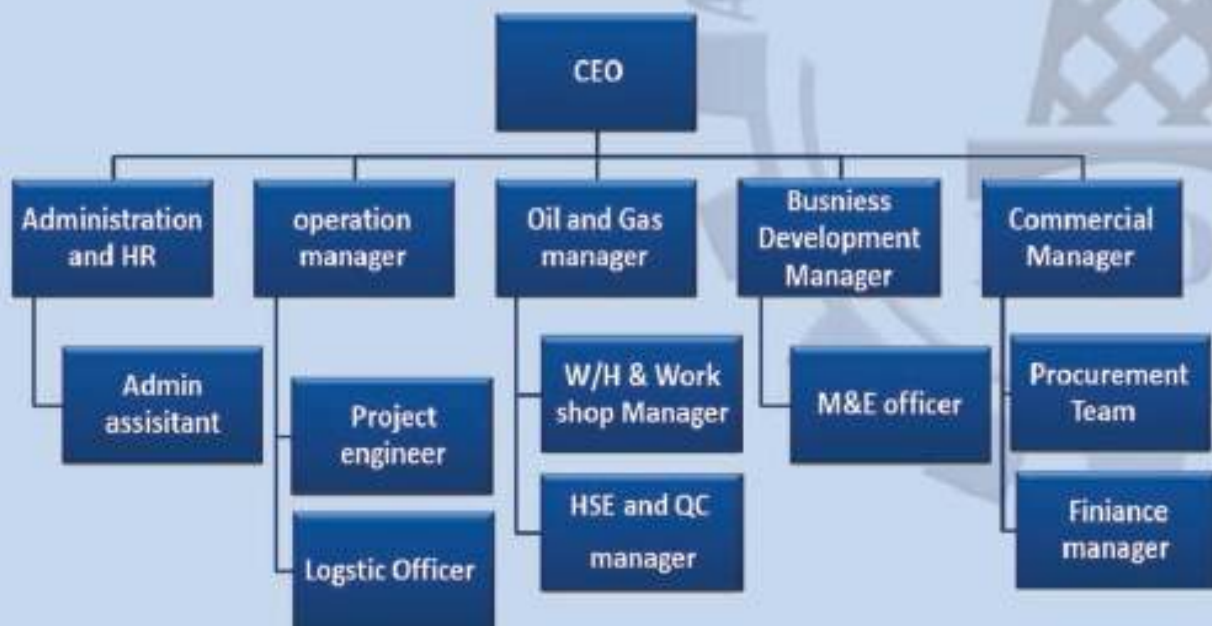 CEO
Administration
and HR
operation
manager
Oil and Gas
manager
Busniess
Development
Manager
Commercial
Manager
Admin
assisitant
Project
engineer
Logstic Officer
W/H & Work
shop Manager
HSE and QC
manager
M&E officer
Procurement
Team
Finiance
manager